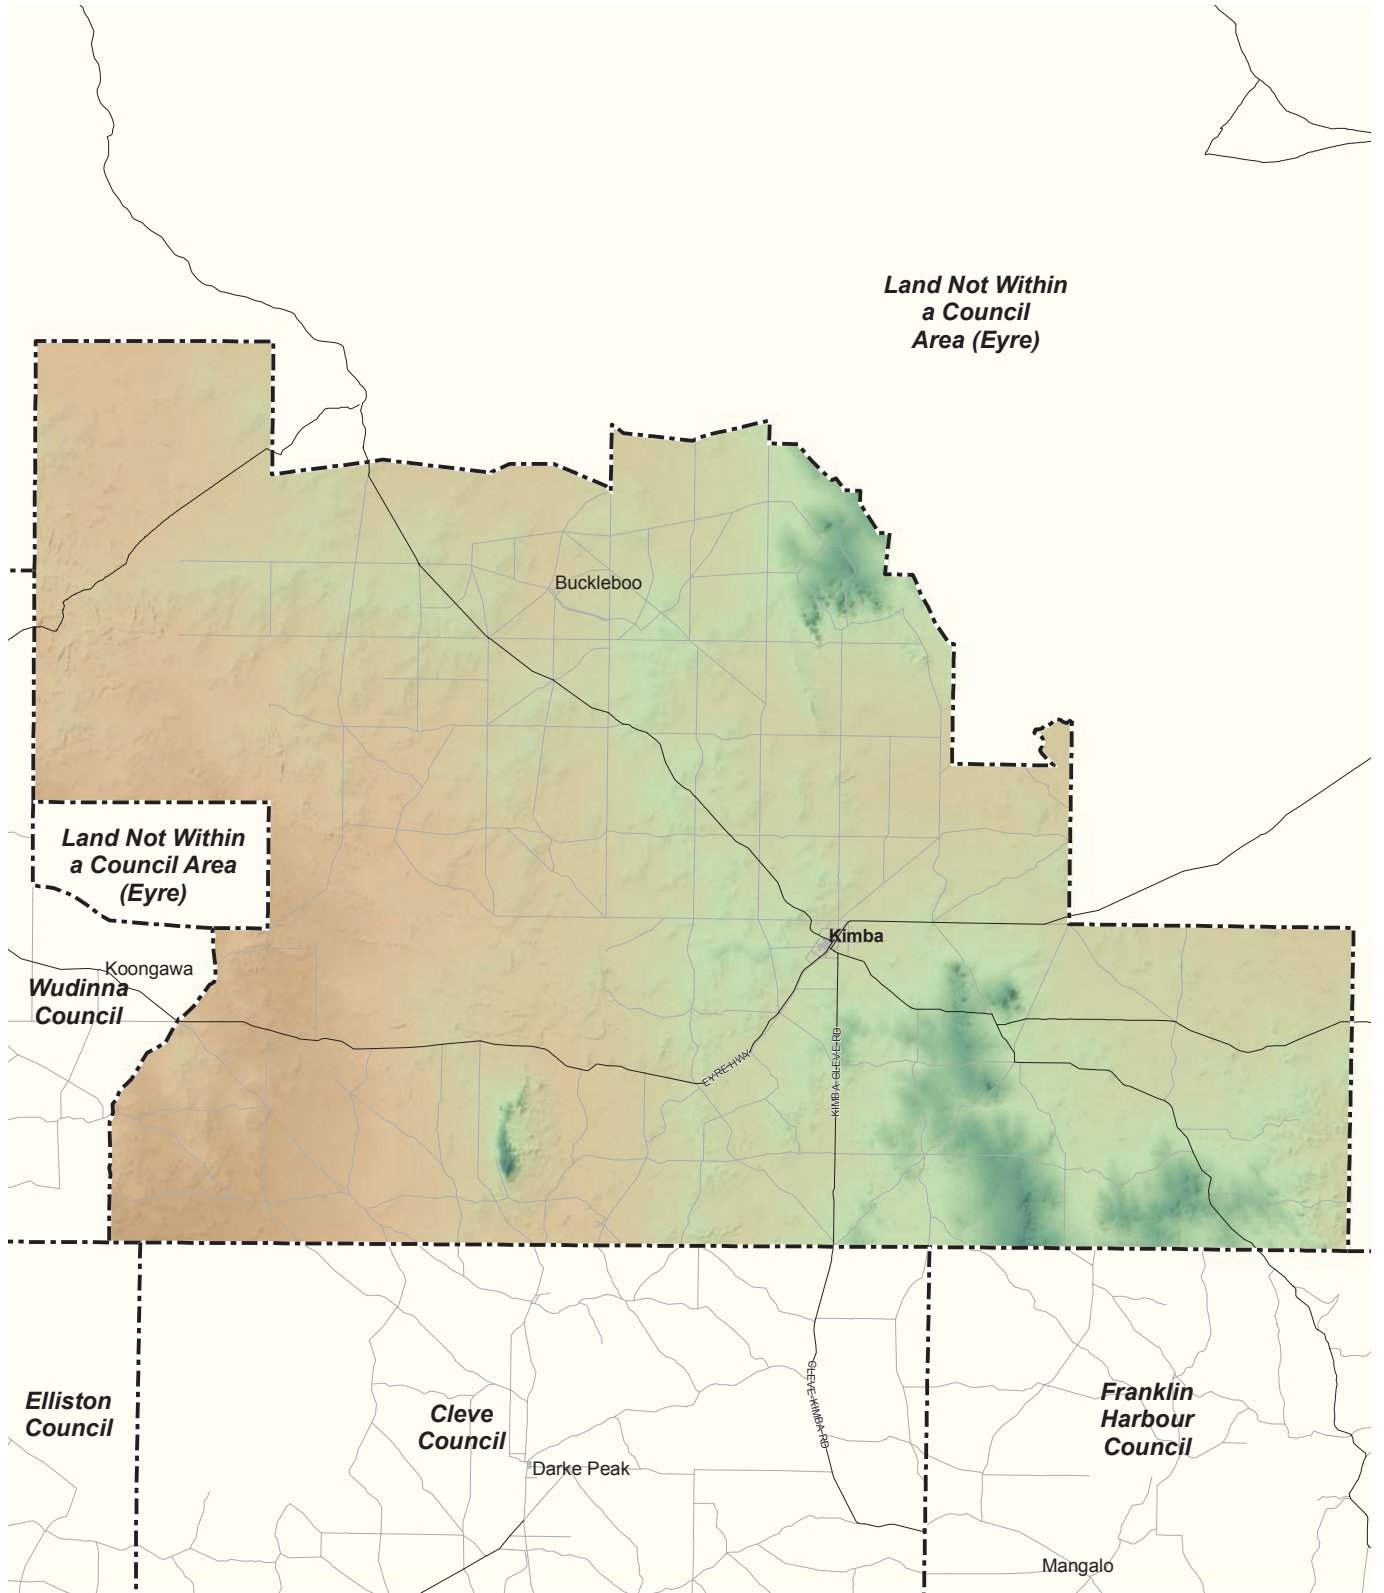 Land Not Within
a Council
Area (Eyre)
Buckleboo
Land Not Within
a Council Area
(Eyre)
Kimba
Koongawa
Wudinna
Council
EYRE HWY
KIMBA-CLEVE-RD
CLEVE-KIMBA-RD
Elliston
Council
Cleve
Council
Franklin
Harbour
Council
Darke Peak
Mangalo